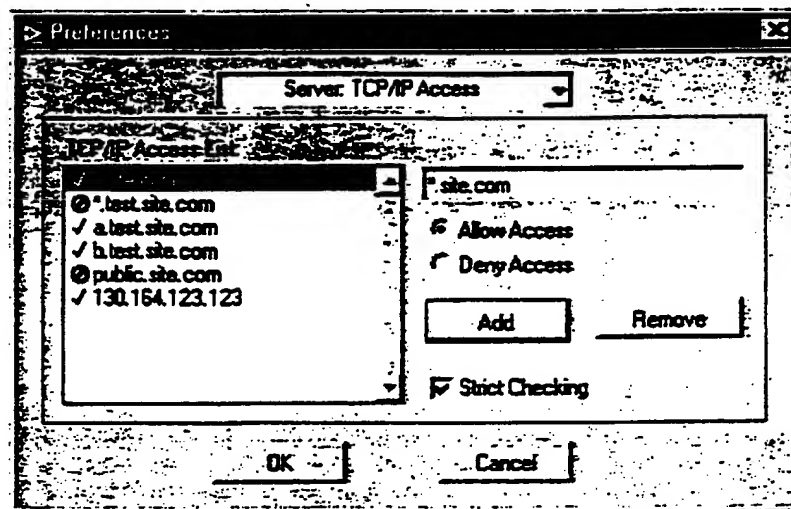 Preferences
Server: TCP/IP Access
TCP/IP Access List
✓
⊘ *.test.site.com
✓ a.test.site.com
✓ b.test.site.com
⊘ public.site.com
✓ 130.164.123.123
*.site.com
Allow Access
Deny Access
Add
Remove
Strict Checking
OK
Cancel